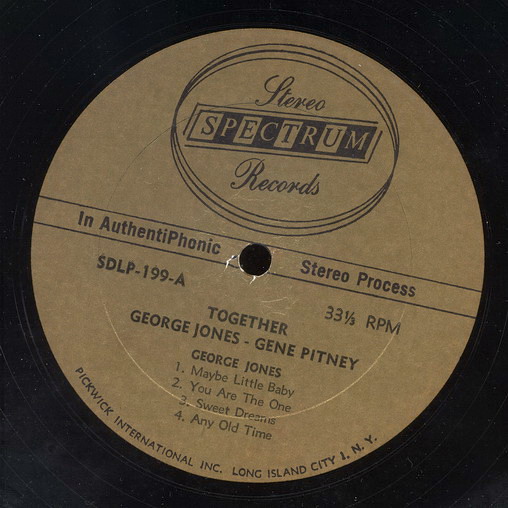 Stereo
SPECTRUM
Records
In AuthentiPhonic Stereo Process
SDLP-199-A
33⅓ RPM
TOGETHER
GEORGE JONES - GENE PITNEY
GEORGE JONES
1. Maybe Little Baby
2. You Are The One
3. Sweet Dreams
4. Any Old Time
PICKWICK INTERNATIONAL INC. LONG ISLAND CITY 1, N. Y.